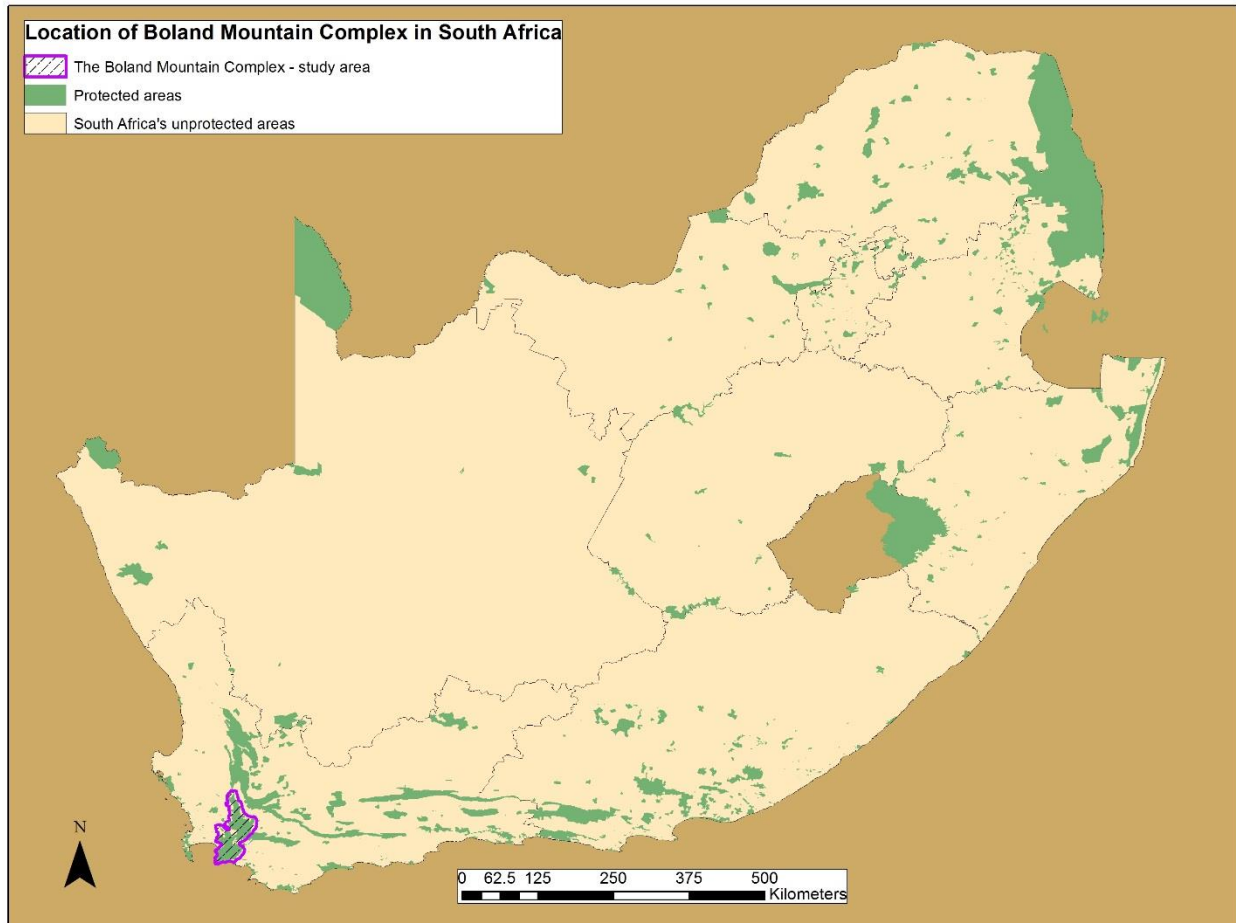 Location of Boland Mountain Complex in South Africa
The Boland Mountain Complex - study area
Protected areas
South Africa's unprotected areas
N
0 62.5 125 250 375 500
Kilometers